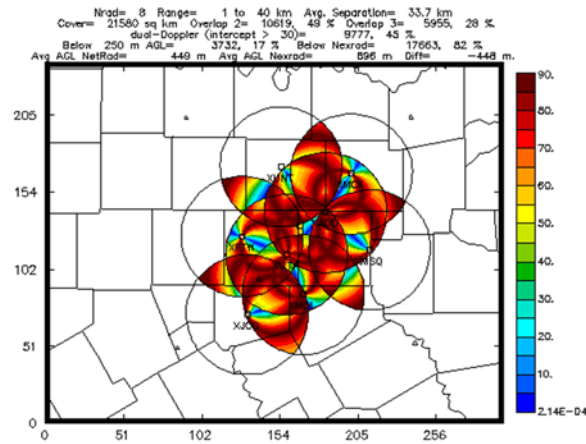 Nrad= 8 Range= 1 to 40 km Avg. Separation= 33.7 km
Cover= 21580 sq km Overlap 2= 10619, 49 % Overlap 3= 5955, 28 %
dual-Doppler (intercept > 30)= 9777, 45 %
Below 250 m AGL= 3732, 17 % Below Nexrad= 17663, 82 %
Avg AGL NetRad= 449 m Avg AGL Nexrad= 896 m. Diff= -448 m.
90.
80.
70.
60.
50.
40.
30.
20.
10.
2.14E-04
205
154
102
51
0
0 51 102 154 205 256